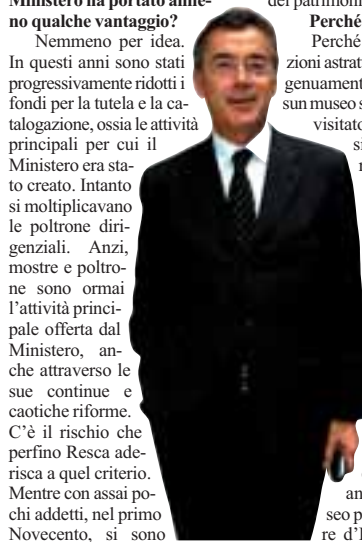 Ministero ha portato alme-
no qualche vantaggio?
Nemmeno per idea.
In questi anni sono stati
progressivamente ridotti i
fondi per la tutela e la ca-
talogazione, ossia le attività
principali per cui il
Ministero era sta-
to creato. Intanto
si moltiplicavano
le poltrone diri-
genziali. Anzi,
mostre e poltro-
ne sono ormai
l’attività princi-
pale offerta dal
Ministero, an-
che attraverso le
sue continue e
caotiche riforme.
C’è il rischio che
perfino Resca ade-
risca a quel criterio.
Mentre con assai po-
chi addetti, nel primo
Novecento, si sono
Perché
Perché
zioni astrat
genuament
sun museo s
visitato
si
an
seo p
re d’I